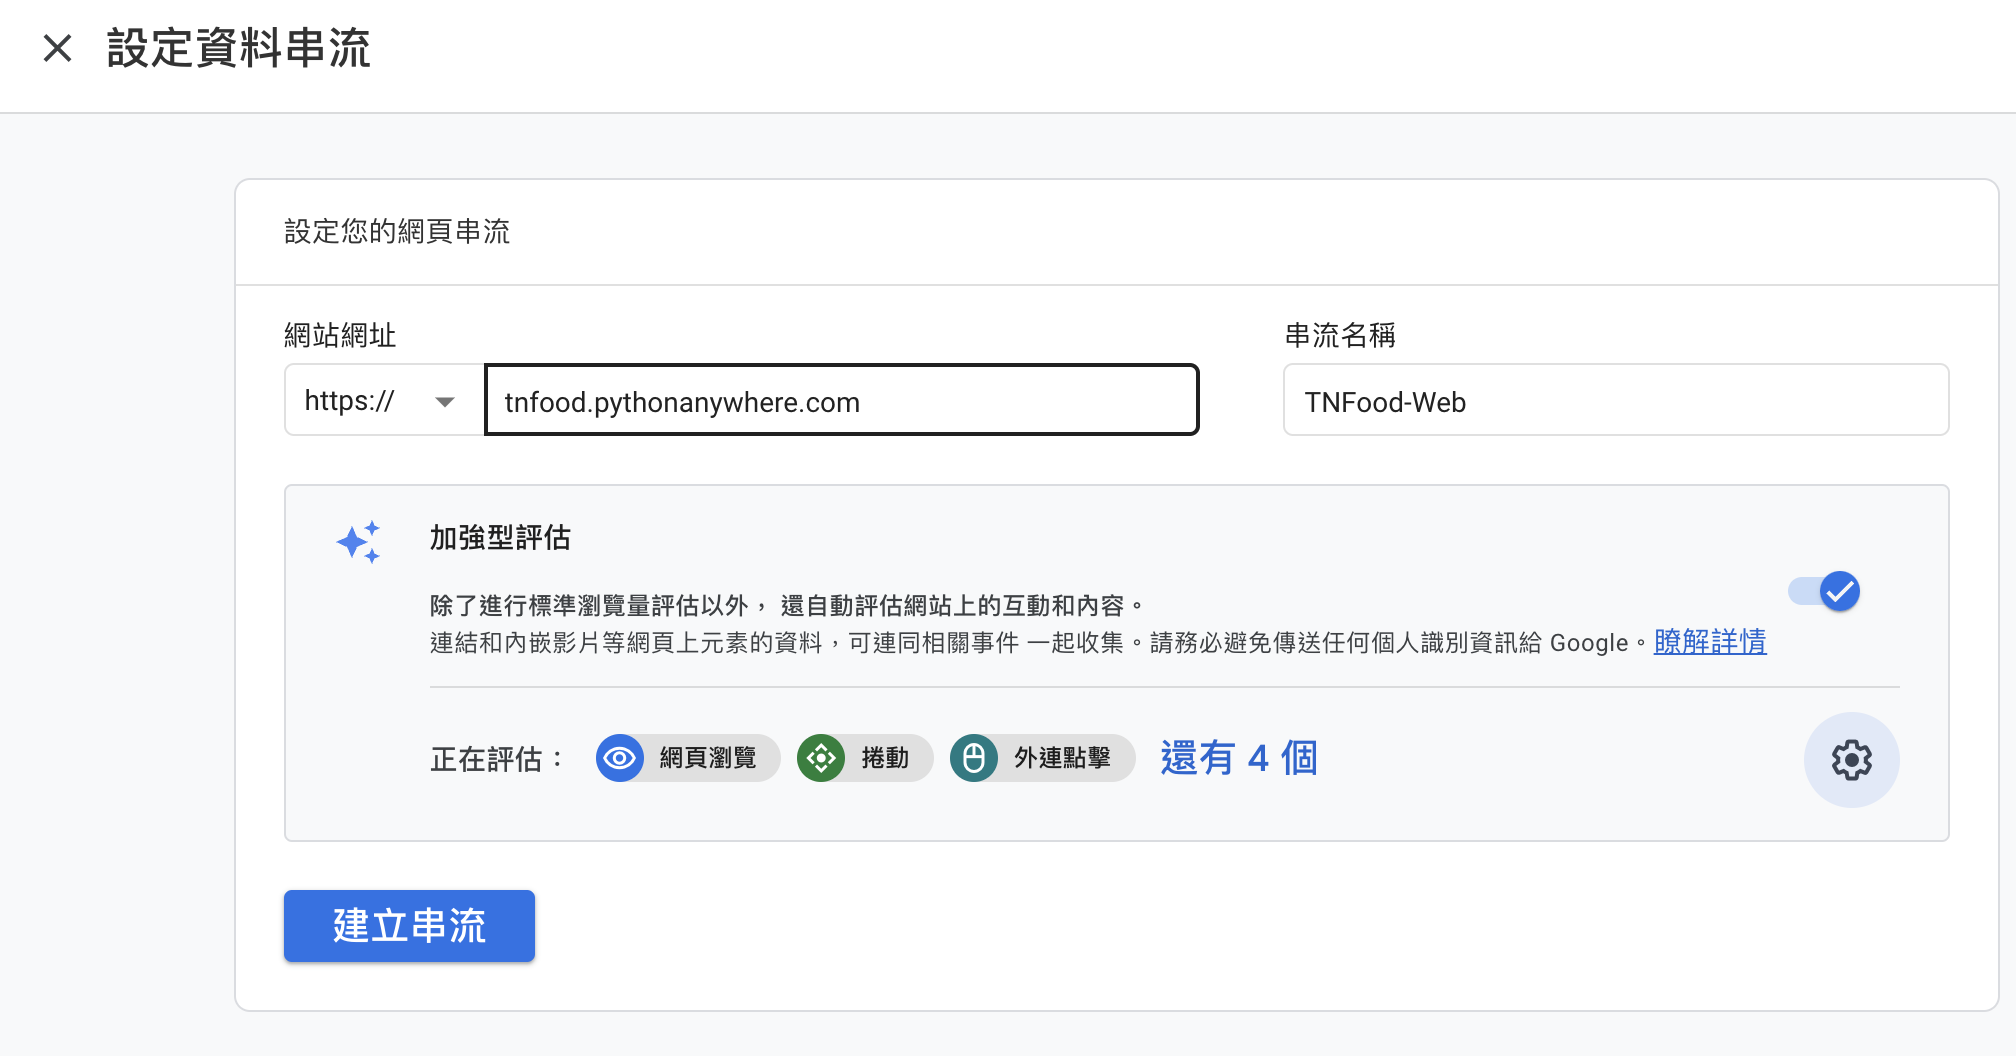 設定資料串流
設定您的網頁串流
網站網址
串流名稱
https://
tnfood.pythonanywhere.com
TNFood-Web
加強型評估
除了進行標準瀏覽量評估以外， 還自動評估網站上的互動和內容。
連結和內嵌影片等網頁上元素的資料，可連同相關事件 一起收集。請務必避免傳送任何個人識別資訊給 Google。瞭解詳情
正在評估： 網頁瀏覽 捲動 外連點擊 還有 4 個
建立串流